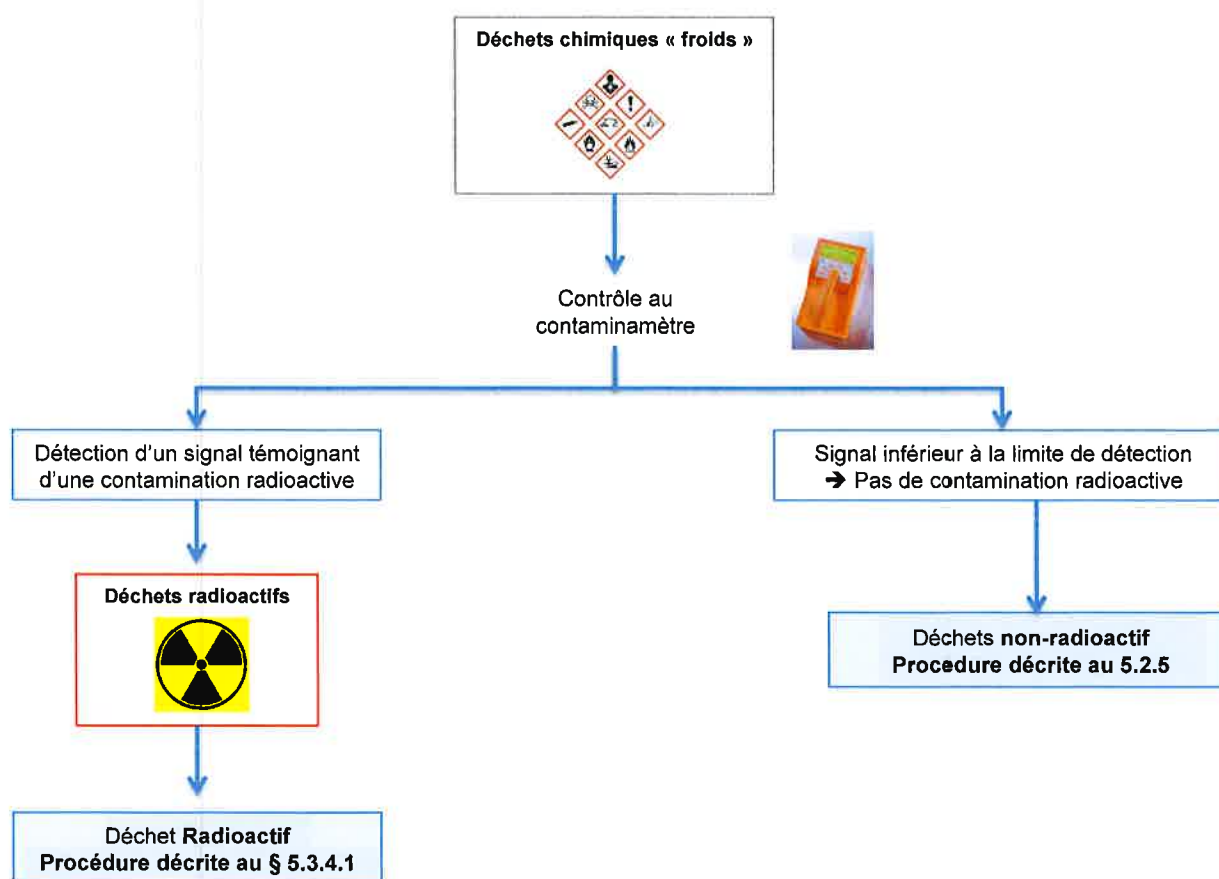 Déchets chimiques « froids »
Contrôle au
contaminamètre
Détection d'un signal témoignant
d'une contamination radioactive
Signal inférieur à la limite de détection
➔ Pas de contamination radioactive
Déchets radioactifs
Déchets non-radioactif
Procédure décrite au 5.2.5
Déchet Radioactif
Procédure décrite au § 5.3.4.1